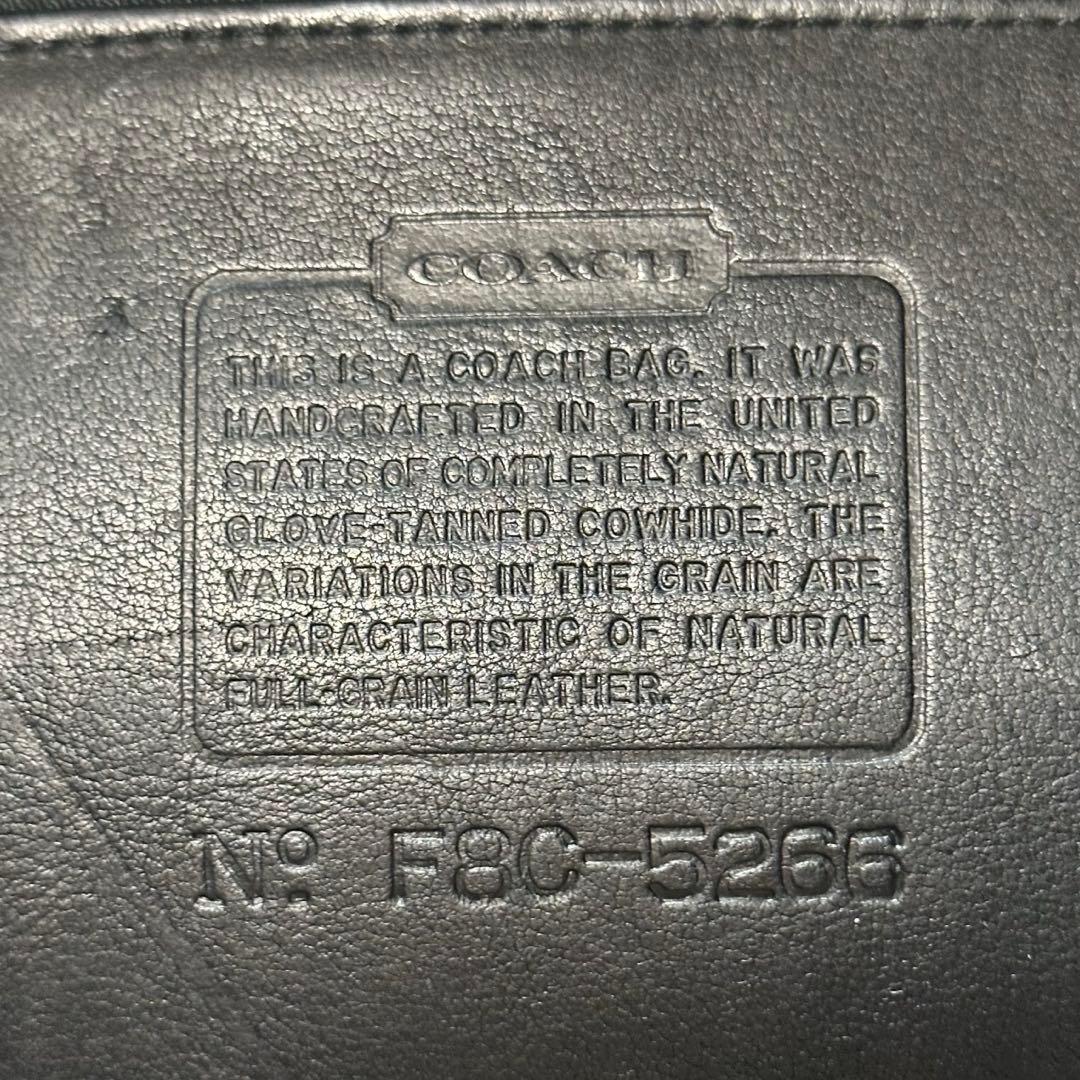 COACH
THIS IS A COACH BAG. IT WAS
HANDCRAFTED IN THE UNITED
STATES OF COMPLETELY NATURAL
GLOVE-TANNED COWHIDE. THE
VARIATIONS IN THE GRAIN ARE
CHARACTERISTIC OF NATURAL
FULL-GRAIN LEATHER.
Nº F8C-5266